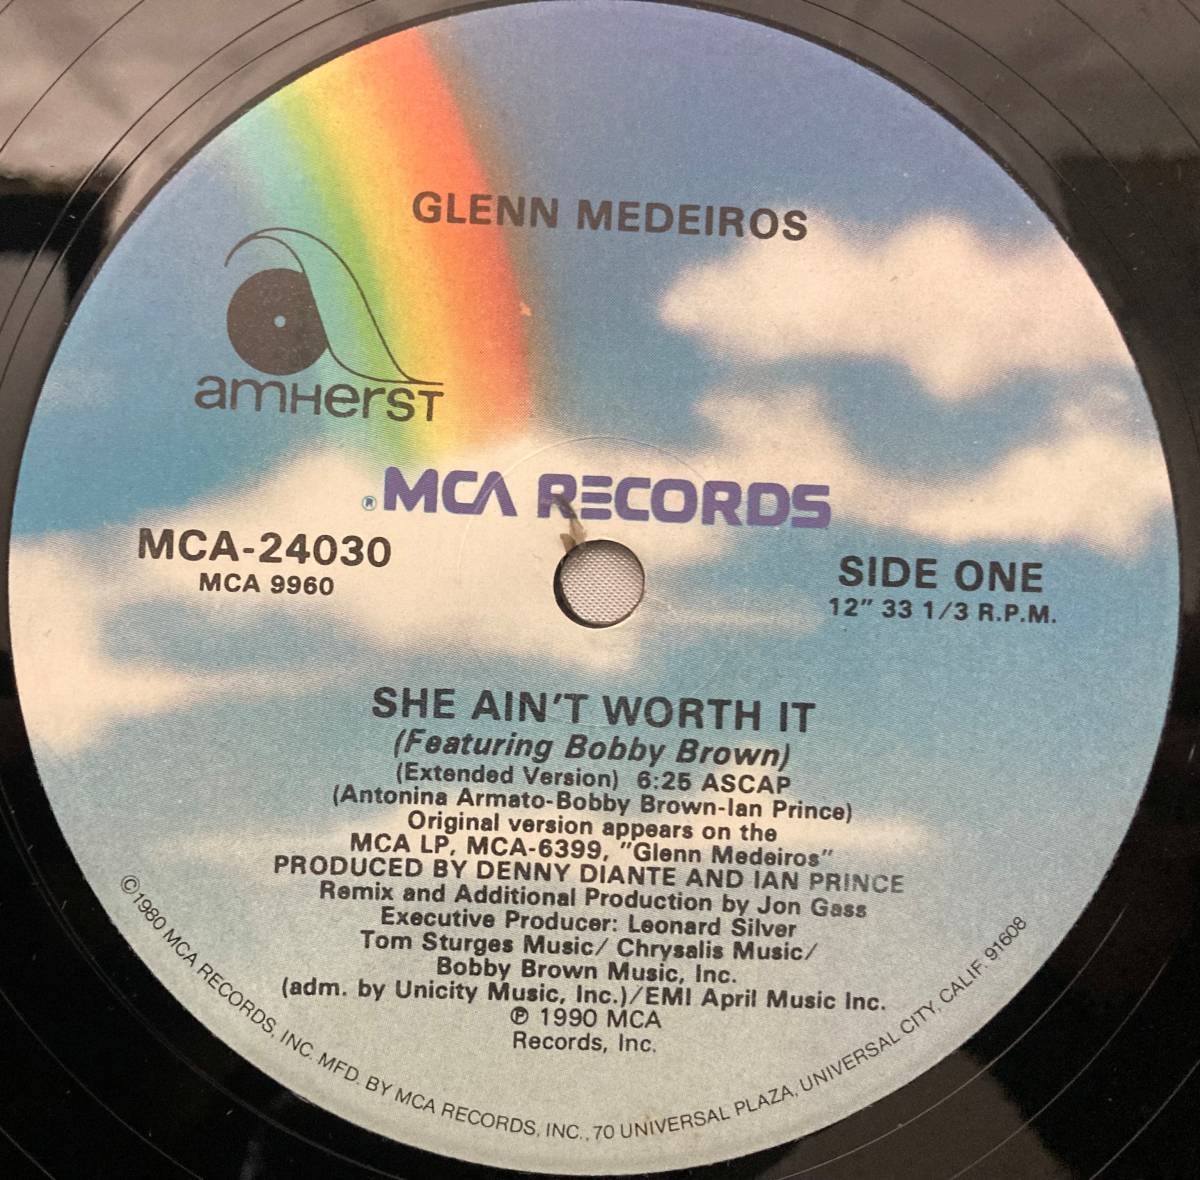 GLENN MEDEIROS
amHerST
® MCA RECORDS
MCA-24030
MCA 9960
SIDE ONE
12" 33 1/3 R.P.M.
SHE AIN'T WORTH IT
(Featuring Bobby Brown)
(Extended Version) 6:25 ASCAP
(Antonina Armato-Bobby Brown-Ian Prince)
Original version appears on the
MCA LP, MCA-6399, "Glenn Medeiros"
PRODUCED BY DENNY DIANTE AND IAN PRINCE
Remix and Additional Production by Jon Gass
Executive Producer: Leonard Silver
Tom Sturges Music/ Chrysalis Music/
Bobby Brown Music, Inc.
(adm. by Unicity Music, Inc.)/EMI April Music Inc.
℗ 1990 MCA
Records, Inc.
©1980 MCA RECORDS, INC. MFD. BY MCA RECORDS, INC., 70 UNIVERSAL PLAZA, UNIVERSAL CITY, CALIF. 91608